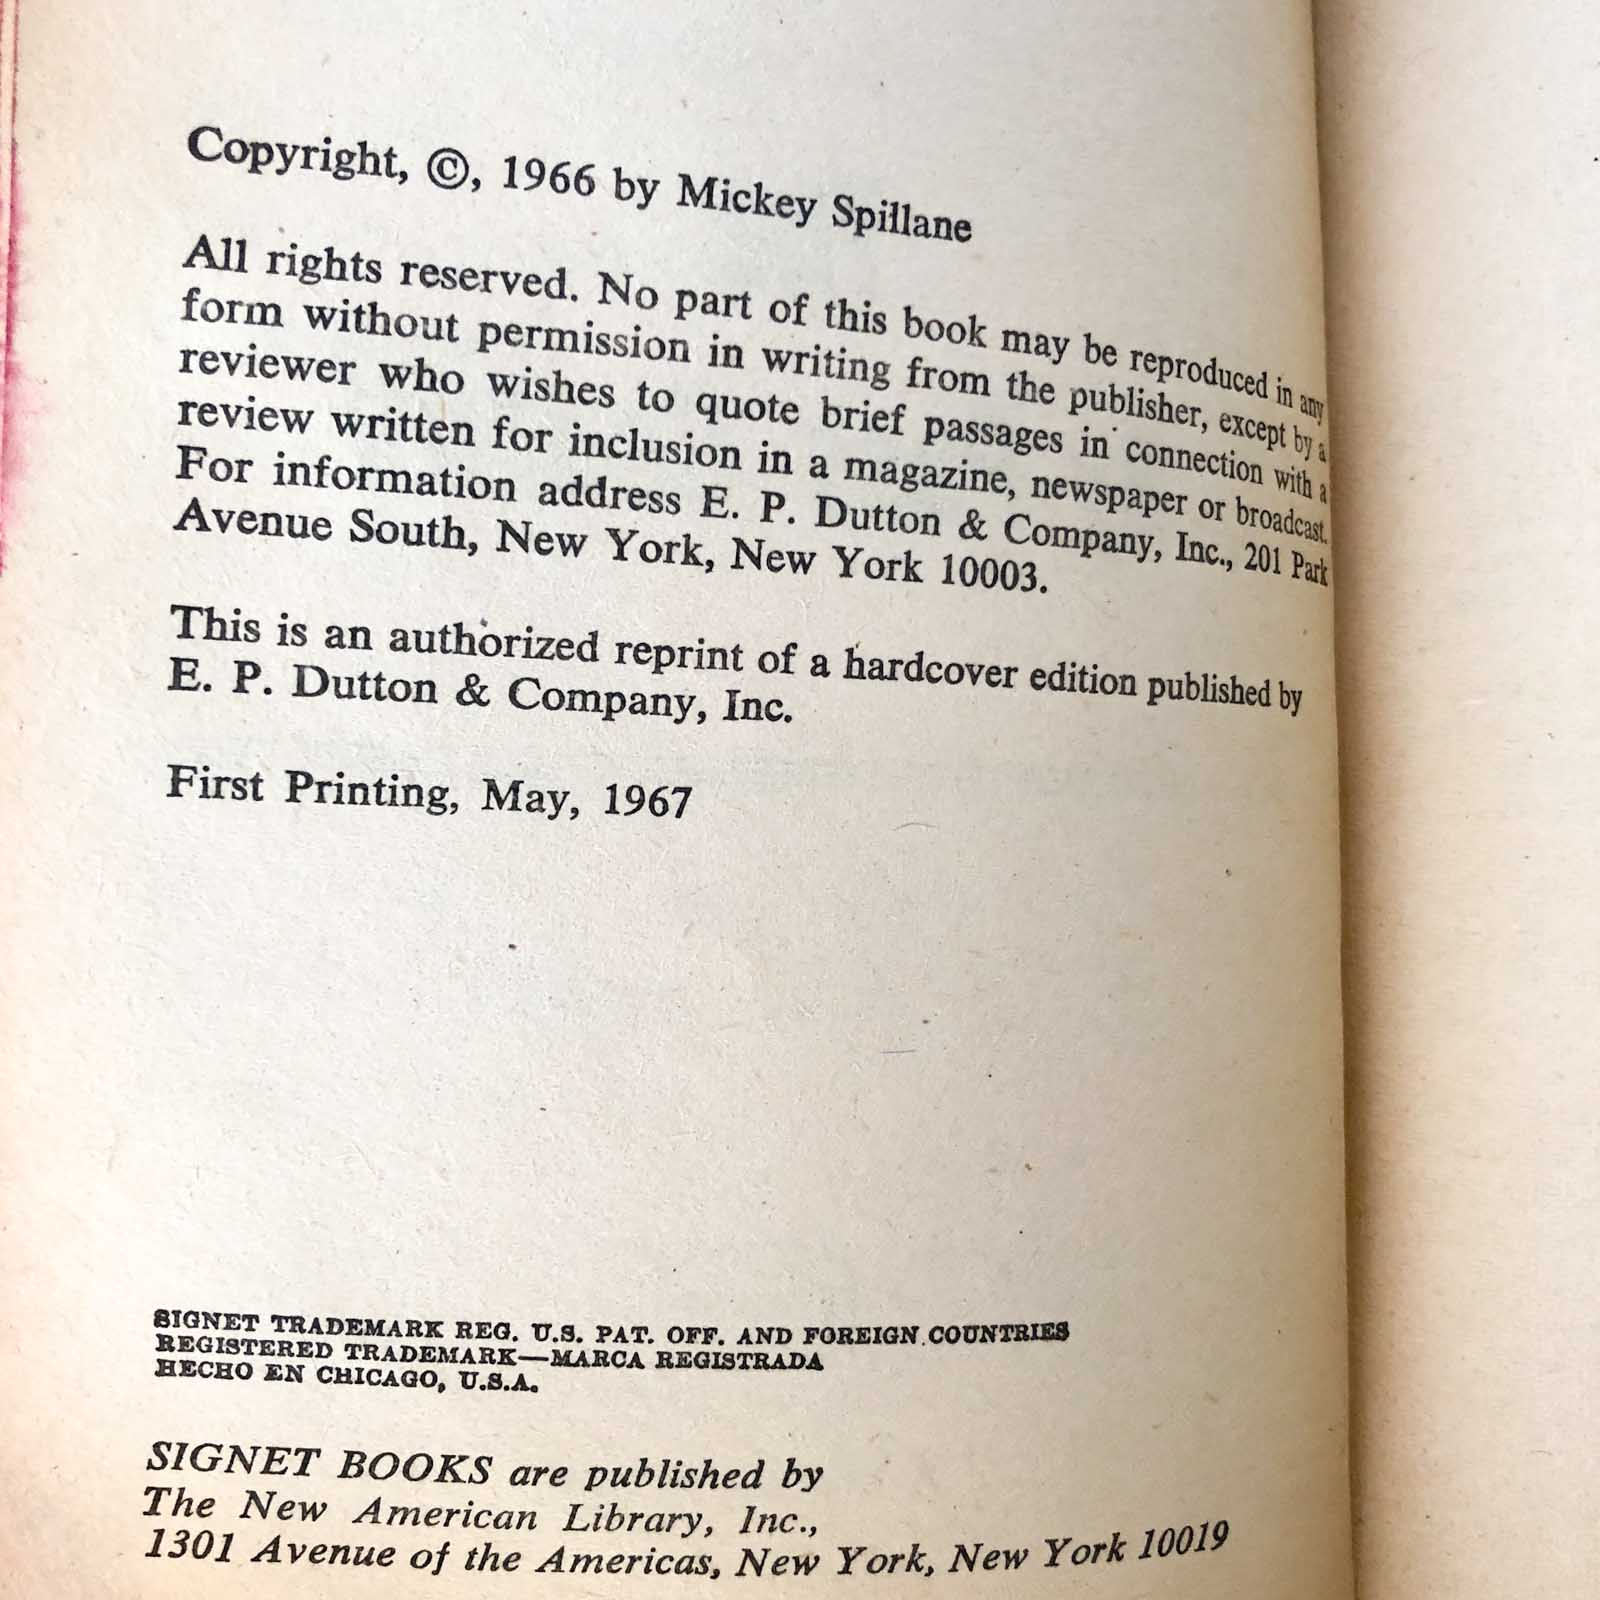 Copyright, ©, 1966 by Mickey Spillane
All rights reserved. No part of this book may be reproduced in any
form without permission in writing from the publisher, except by a
reviewer who wishes to quote brief passages in connection with a
review written for inclusion in a magazine, newspaper or broadcast.
For information address E. P. Dutton & Company, Inc., 201 Park
Avenue South, New York, New York 10003.
This is an authorized reprint of a hardcover edition published by
E. P. Dutton & Company, Inc.
First Printing, May, 1967
SIGNET TRADEMARK REG. U.S. PAT. OFF. AND FOREIGN COUNTRIES
REGISTERED TRADEMARK—MARCA REGISTRADA
HECHO EN CHICAGO, U.S.A.
SIGNET BOOKS are published by
The New American Library, Inc.,
1301 Avenue of the Americas, New York, New York 10019